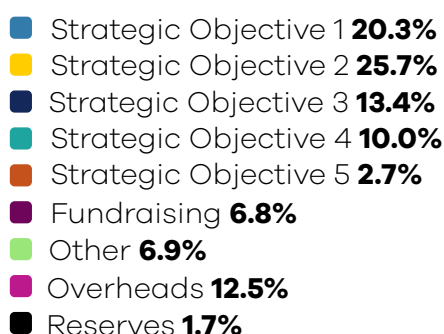 Strategic Objective 1 20.3%
Strategic Objective 2 25.7%
Strategic Objective 3 13.4%
Strategic Objective 4 10.0%
Strategic Objective 5 2.7%
Fundraising 6.8%
Other 6.9%
Overheads 12.5%
Reserves 1.7%